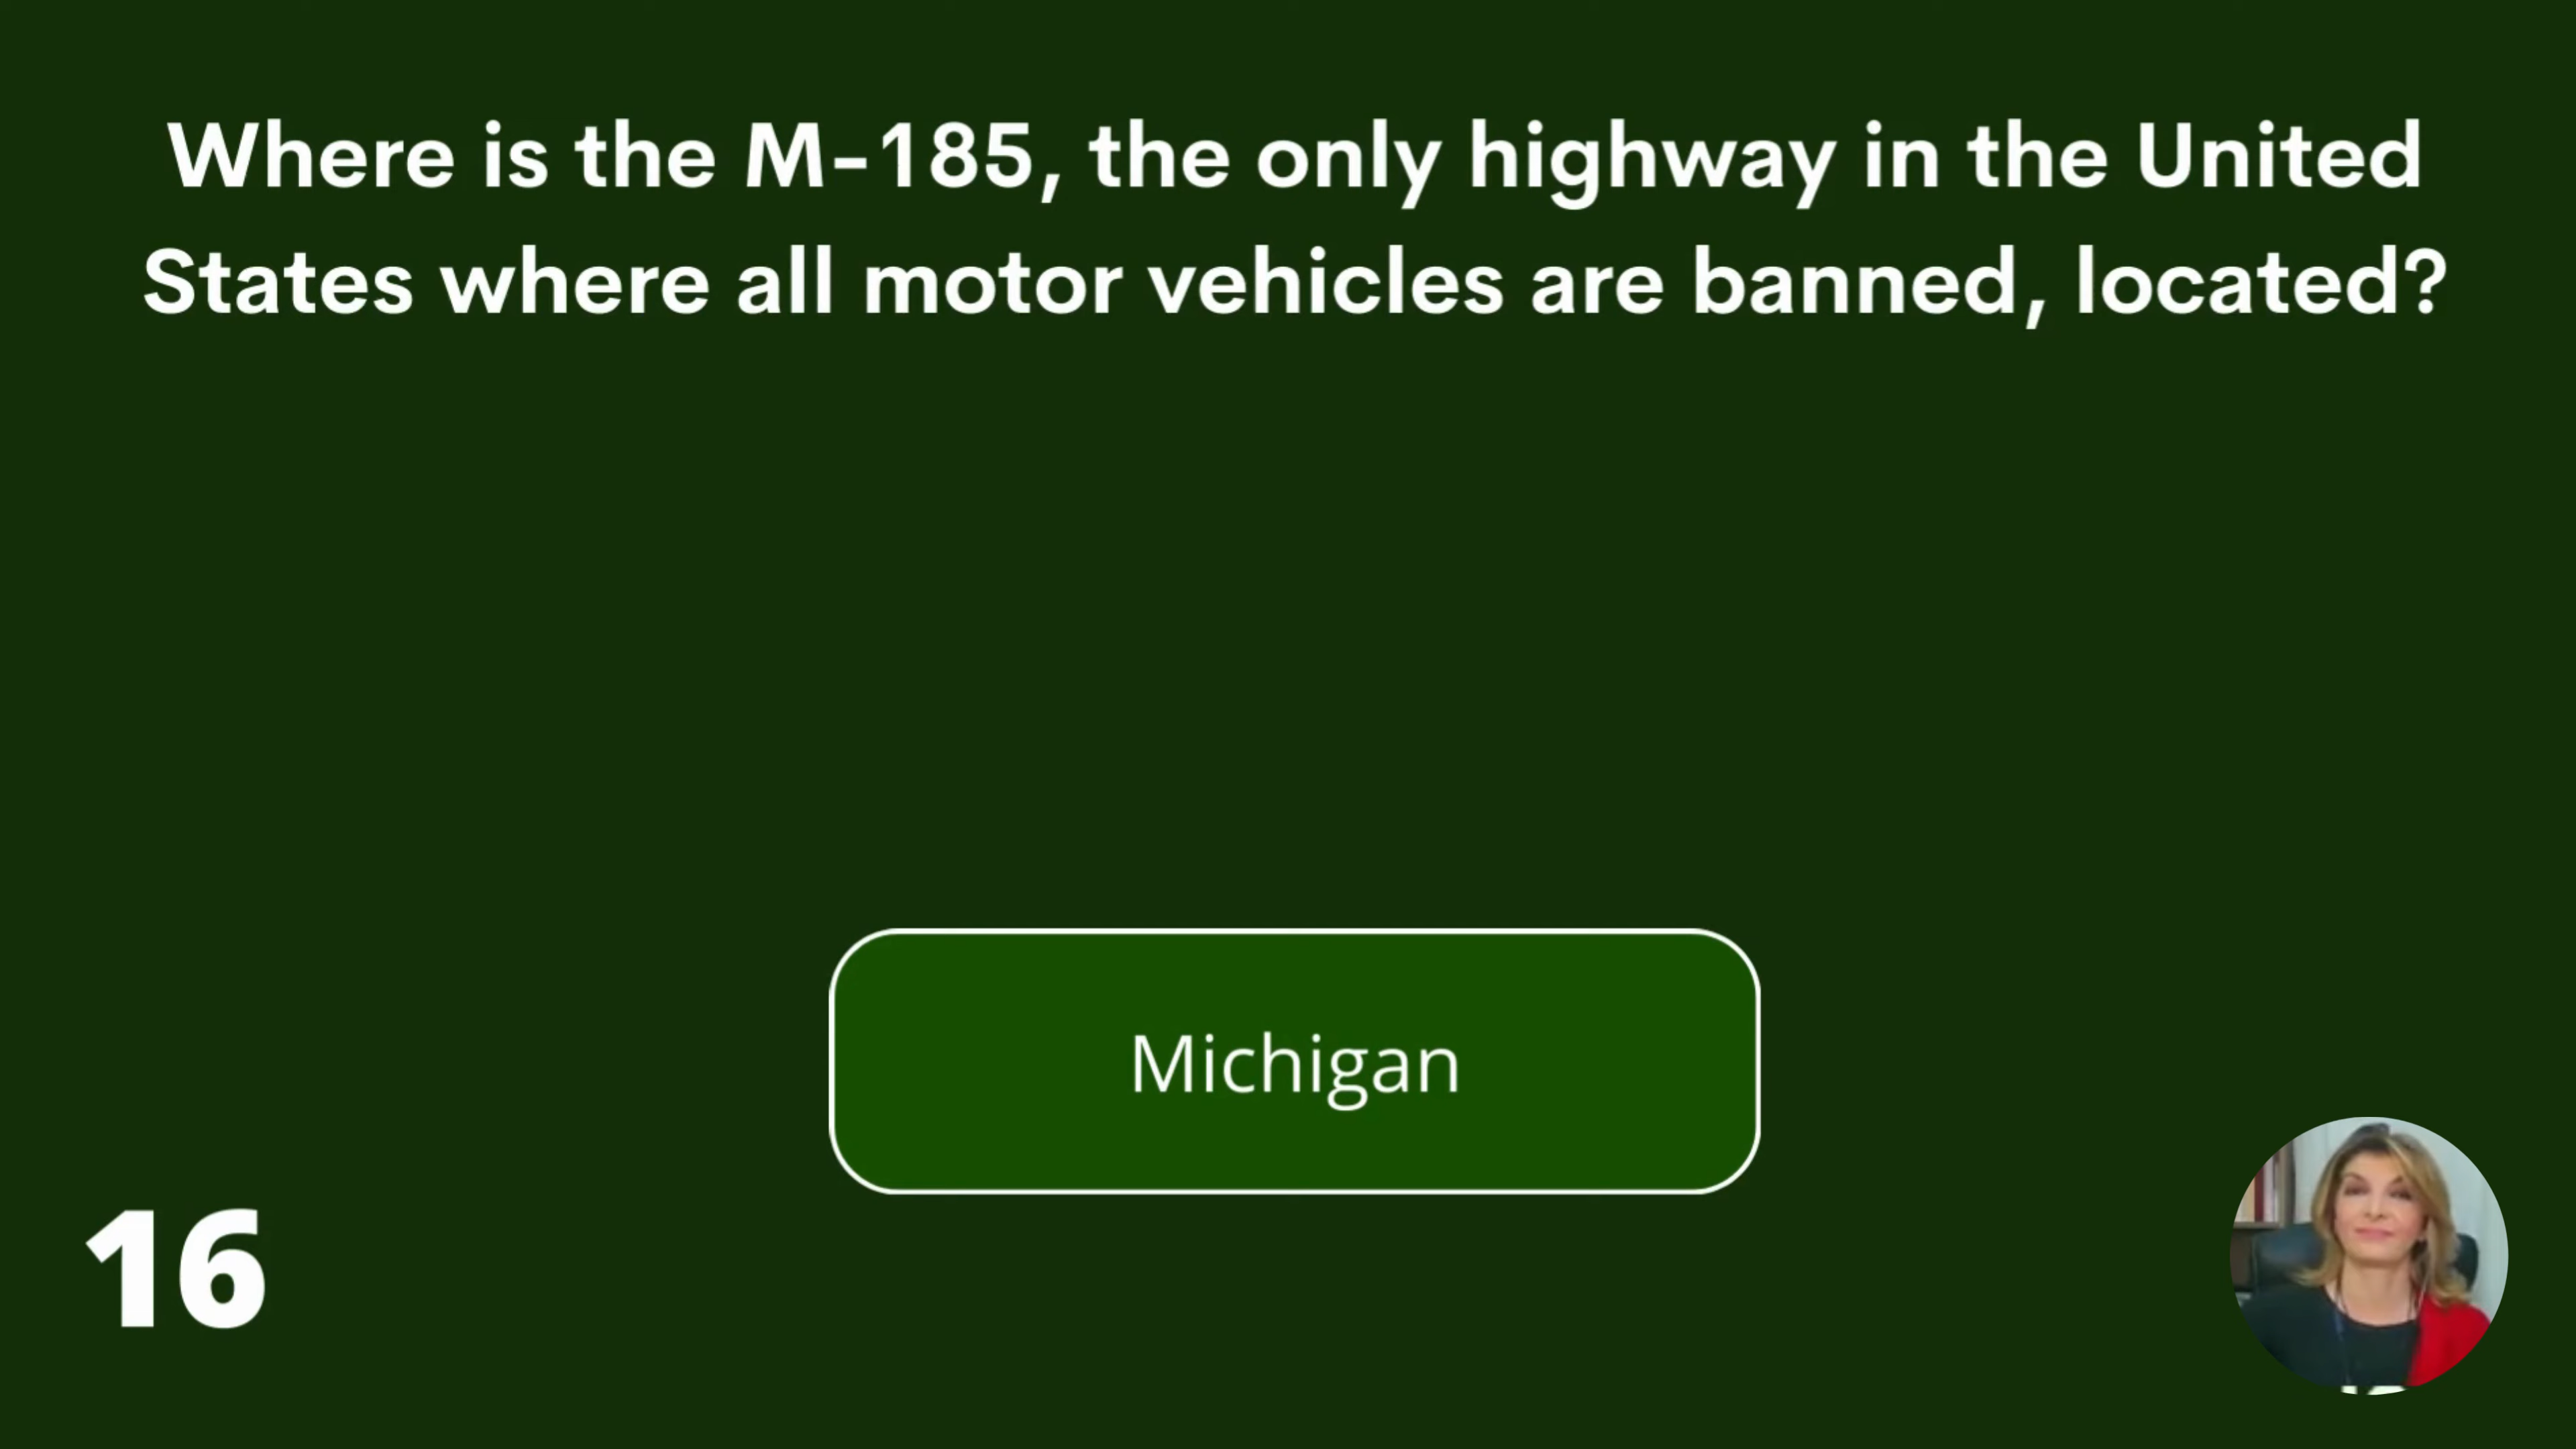 Where is the M-185, the only highway in the United
States where all motor vehicles are banned, located?
Michigan
16